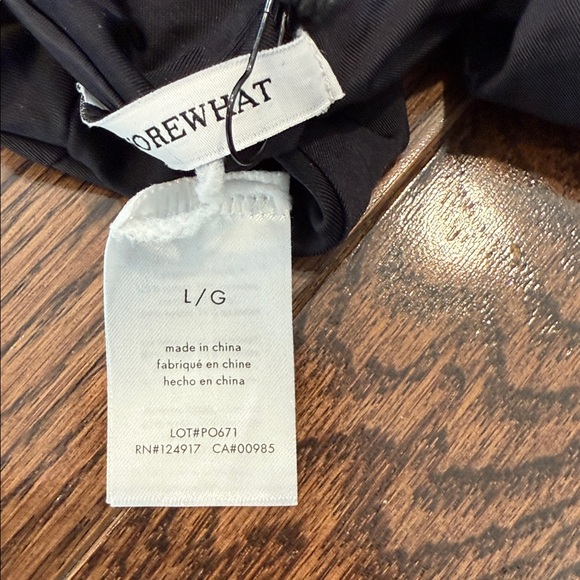 OREWHAT
L/G
made in china
fabriqué en chine
hecho en china
LOT#PO671
RN#124917 CA#00985